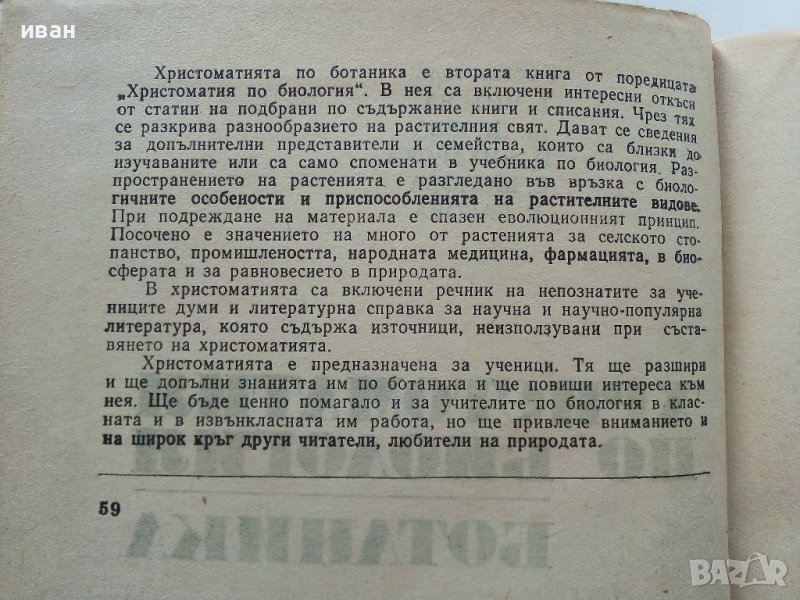 иван
Христоматията по ботаника е втората книга от поредицата
„Христоматия по биология“. В нея са включени интересни откъси
от статии на подбрани по съдържание книги и списания. Чрез тях
се разкрива разнообразието на растителния свят. Дават се сведения
за допълнителни представители и семейства, които са близки до
изучаваните или са само споменати в учебника по биология. Раз-
пространението на растенията е разгледано във връзка с биоло-
гичните особености и приспособленията на растителните видове.
При подреждане на материала е спазен еволюционният принцип.
Посочено е значението на много от растенията за селското сто-
панство, промишлеността, народната медицина, фармацията, в био-
сферата и за равновесието в природата.
В христоматията са включени речник на непознатите за уче-
ниците думи и литературна справка за научна и научно-популярна
литература, която съдържа източници, неизползувани при съста-
вянето на христоматията.
Христоматията е предназначена за ученици. Тя ще разшири
и ще допълни знанията им по ботаника и ще повиши интереса към
нея. Ще бъде ценно помагало и за учителите по биология в клас-
ната и в извънкласната им работа, но ще привлече вниманието и
на широк кръг други читатели, любители на природата.
ПО БИОЛОГИЯ
59
БОТАНИКА
BAZAR